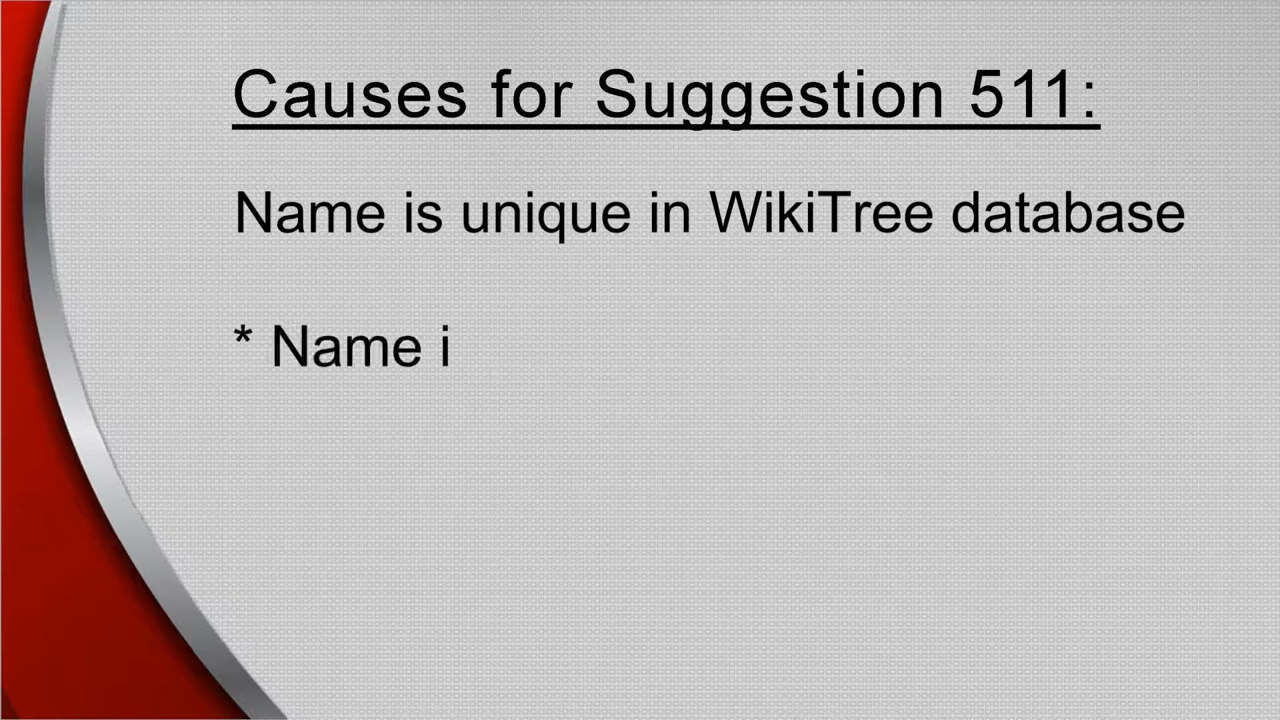 Causes for Suggestion 511:
Name is unique in WikiTree database
* Name i